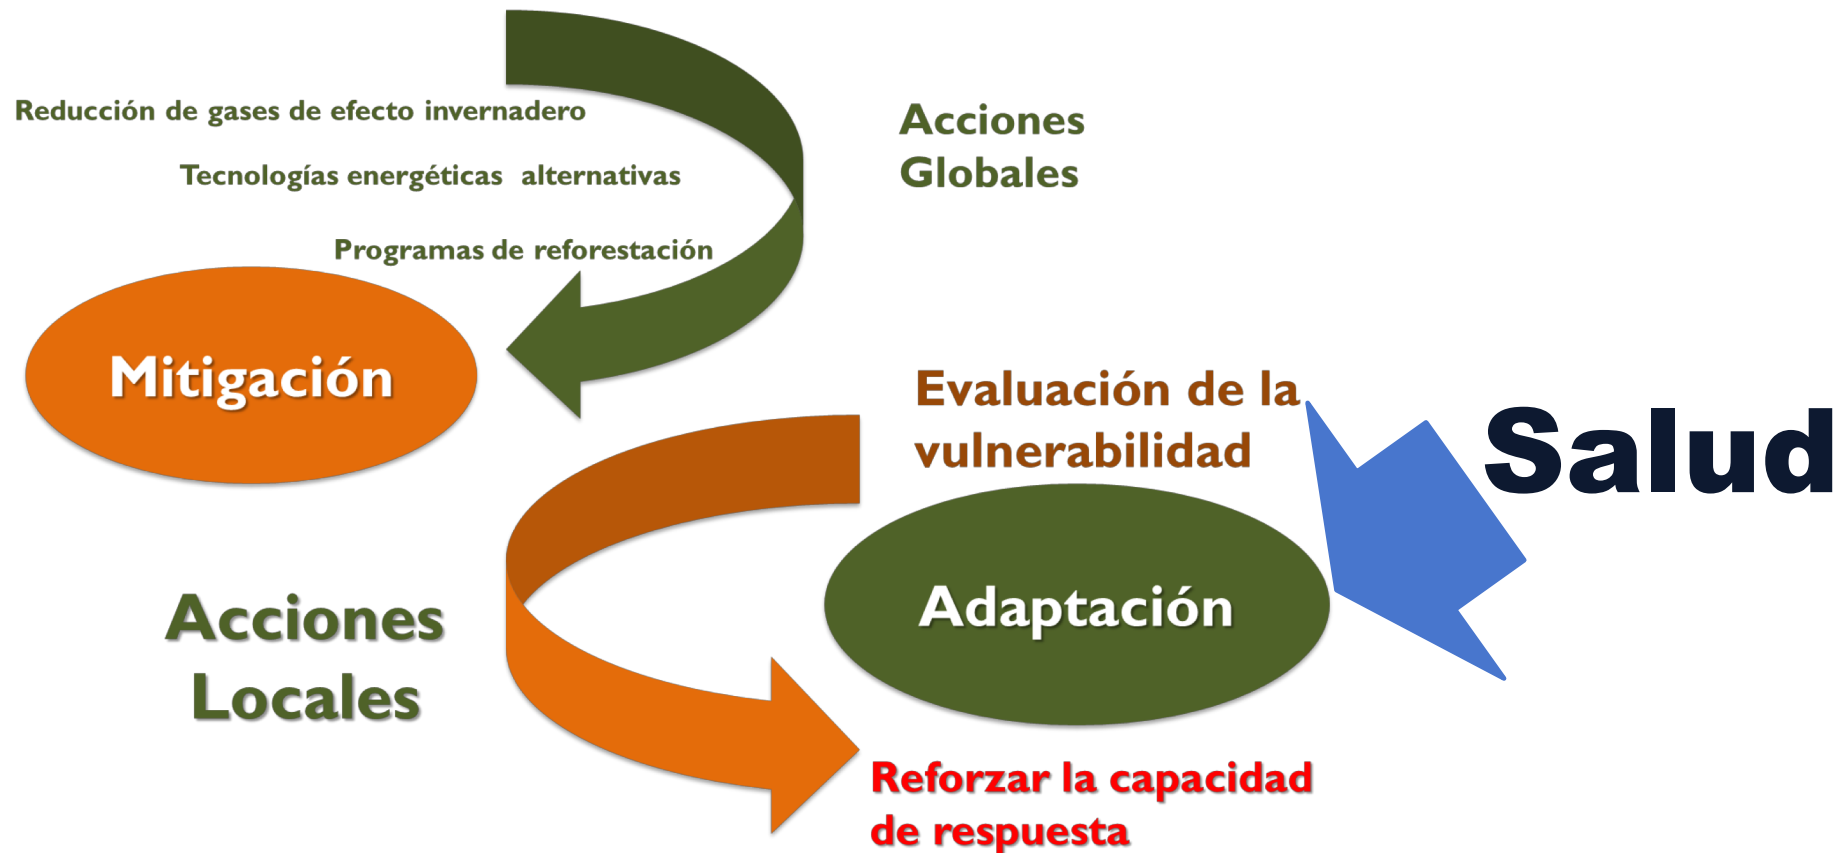 Reducción de gases de efecto invernadero
Tecnologías energéticas alternativas
Programas de reforestación
Acciones
Globales
Mitigación
Evaluación de la
vulnerabilidad
Salud
Adaptación
Acciones
Locales
Reforzar la capacidad
de respuesta